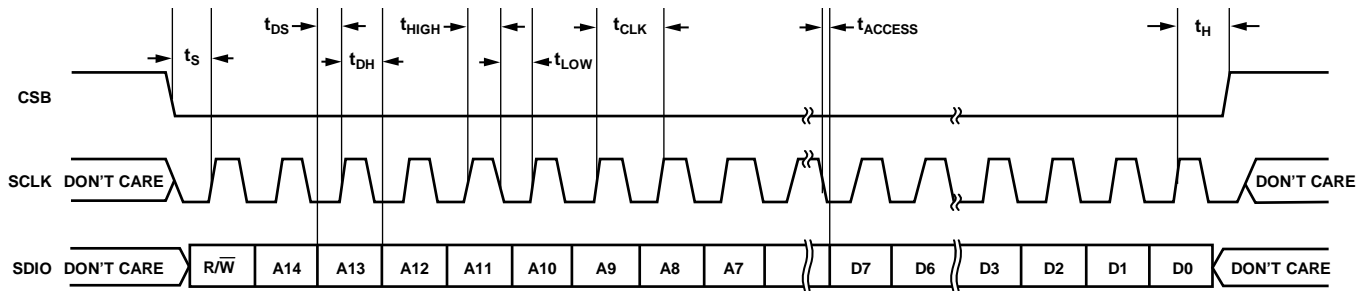 tDS tHIGH tCLK tACCESS tH
tS tDH tLOW
CSB
SCLK DON'T CARE DON'T CARE
SDIO DON'T CARE R/W̅ A14 A13 A12 A11 A10 A9 A8 A7 D7 D6 D3 D2 D1 D0 DON'T CARE